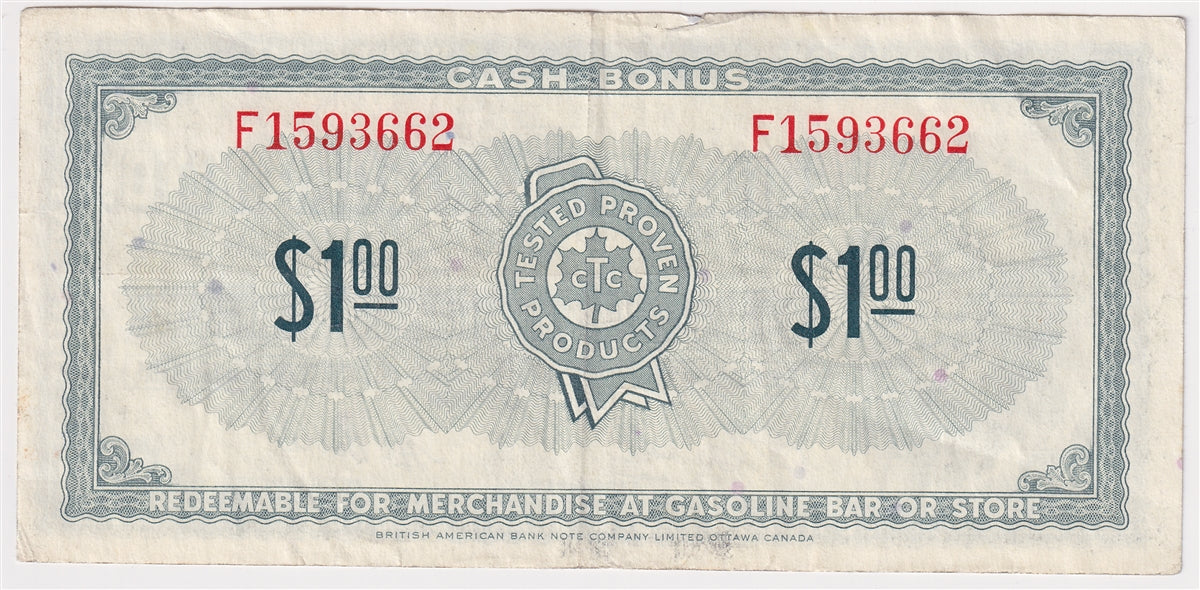 CASH BONUS
F1593662 F1593662
$1.00 $1.00
TESTED PROVEN PRODUCTS
CTC
REDEEMABLE FOR MERCHANDISE AT GASOLINE BAR OR STORE
BRITISH AMERICAN BANK NOTE COMPANY LIMITED OTTAWA CANADA